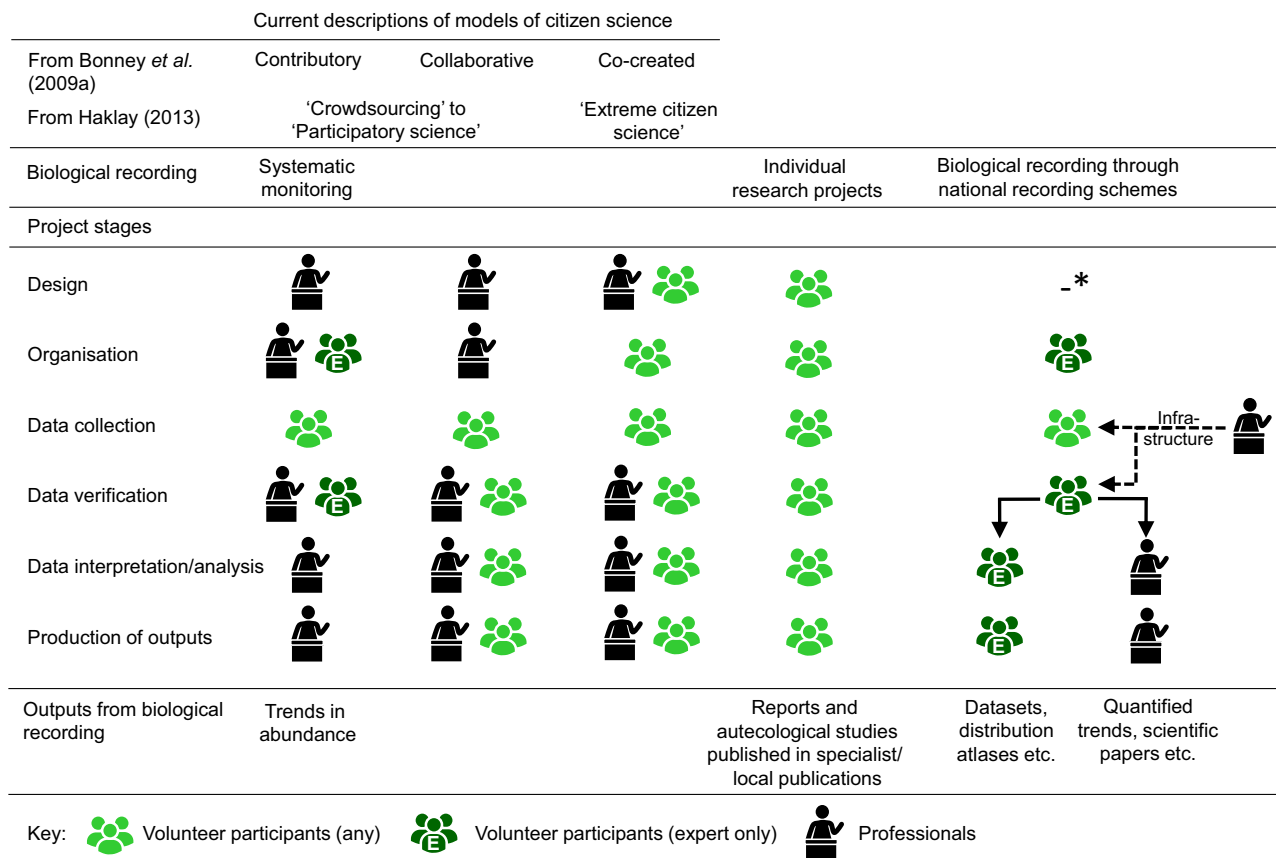 Current descriptions of models of citizen science
From Bonney et al. (2009a)
Contributory
Collaborative
Co-created
From Haklay (2013)
‘Crowdsourcing’ to
‘Participatory science’
‘Extreme citizen
science’
Biological recording
Systematic
monitoring
Individual
research projects
Biological recording through
national recording schemes
Project stages
Design
-*
Organisation
E
E
Data collection
Infra-
structure
Data verification
E
E
Data interpretation/analysis
E
Production of outputs
E
Outputs from biological
recording
Trends in
abundance
Reports and
autecological studies
published in specialist/
local publications
Datasets,
distribution
atlases etc.
Quantified
trends, scientific
papers etc.
Key:
Volunteer participants (any)
E
Volunteer participants (expert only)
Professionals